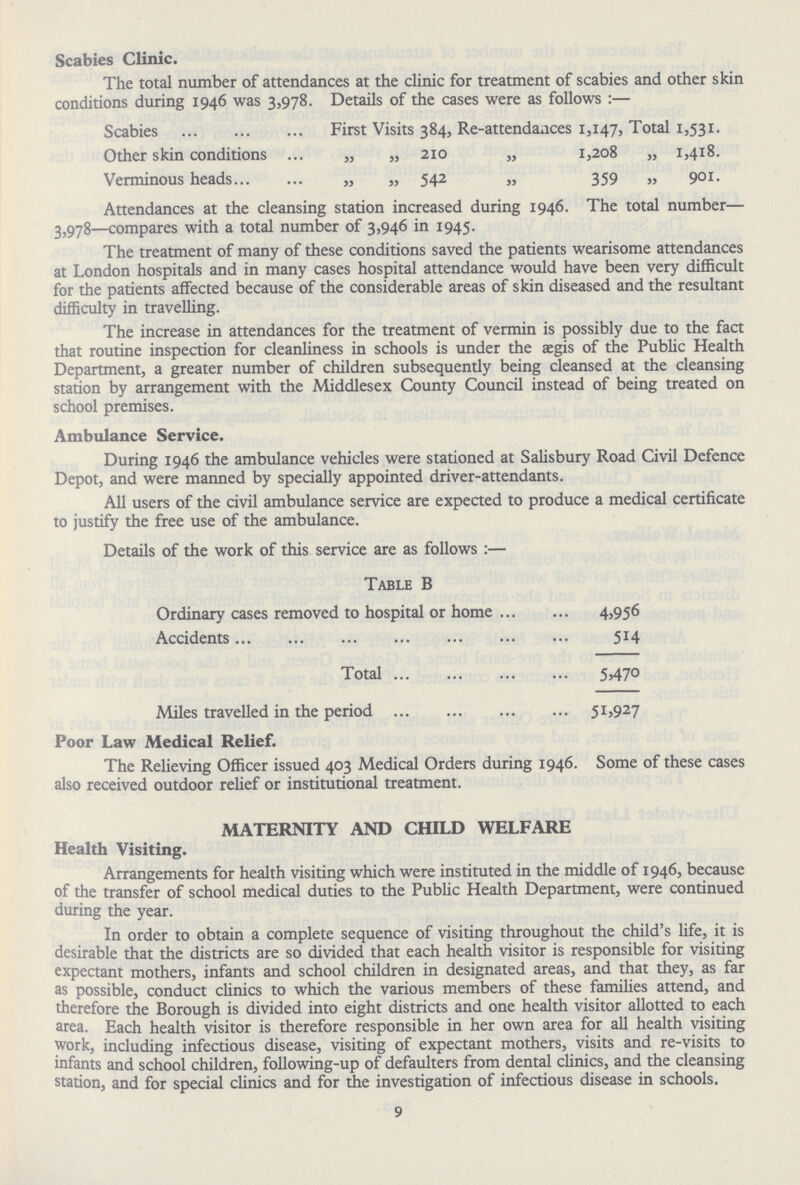 Scabies Clinic.
The total number of attendances at the clinic for treatment of scabies and other skin
conditions during 1946 was 3,978. Details of the cases were as follows :—
Scabies ... ... ... First Visits 384, Re-attendances 1,147, Total 1,531.
Other skin conditions ... „ „ 210 „ 1,208 „ 1,418.
Verminous heads... ... „ „ 542 „ 359 „ 901.
Attendances at the cleansing station increased during 1946. The total number—
3,978—compares with a total number of 3,946 in 1945.
The treatment of many of these conditions saved the patients wearisome attendances
at London hospitals and in many cases hospital attendance would have been very difficult
for the patients affected because of the considerable areas of skin diseased and the resultant
difficulty in travelling.
The increase in attendances for the treatment of vermin is possibly due to the fact
that routine inspection for cleanliness in schools is under the ægis of the Public Health
Department, a greater number of children subsequently being cleansed at the cleansing
station by arrangement with the Middlesex County Council instead of being treated on
school premises.
Ambulance Service.
During 1946 the ambulance vehicles were stationed at Salisbury Road Civil Defence
Depot, and were manned by specially appointed driver-attendants.
All users of the civil ambulance service are expected to produce a medical certificate
to justify the free use of the ambulance.
Details of the work of this service are as follows :—
Table B
Ordinary cases removed to hospital or home ... ... 4,956
Accidents ... ... ... ... ... ... ... 514
Total ... ... ... ... 5,470
Miles travelled in the period ... ... ... ... 51,927
Poor Law Medical Relief.
The Relieving Officer issued 403 Medical Orders during 1946. Some of these cases
also received outdoor relief or institutional treatment.
MATERNITY AND CHILD WELFARE
Health Visiting.
Arrangements for health visiting which were instituted in the middle of 1946, because
of the transfer of school medical duties to the Public Health Department, were continued
during the year.
In order to obtain a complete sequence of visiting throughout the child's life, it is
desirable that the districts are so divided that each health visitor is responsible for visiting
expectant mothers, infants and school children in designated areas, and that they, as far
as possible, conduct clinics to which the various members of these families attend, and
therefore the Borough is divided into eight districts and one health visitor allotted to each
area. Each health visitor is therefore responsible in her own area for all health visiting
work, including infectious disease, visiting of expectant mothers, visits and re-visits to
infants and school children, following-up of defaulters from dental clinics, and the cleansing
station, and for special clinics and for the investigation of infectious disease in schools.
9